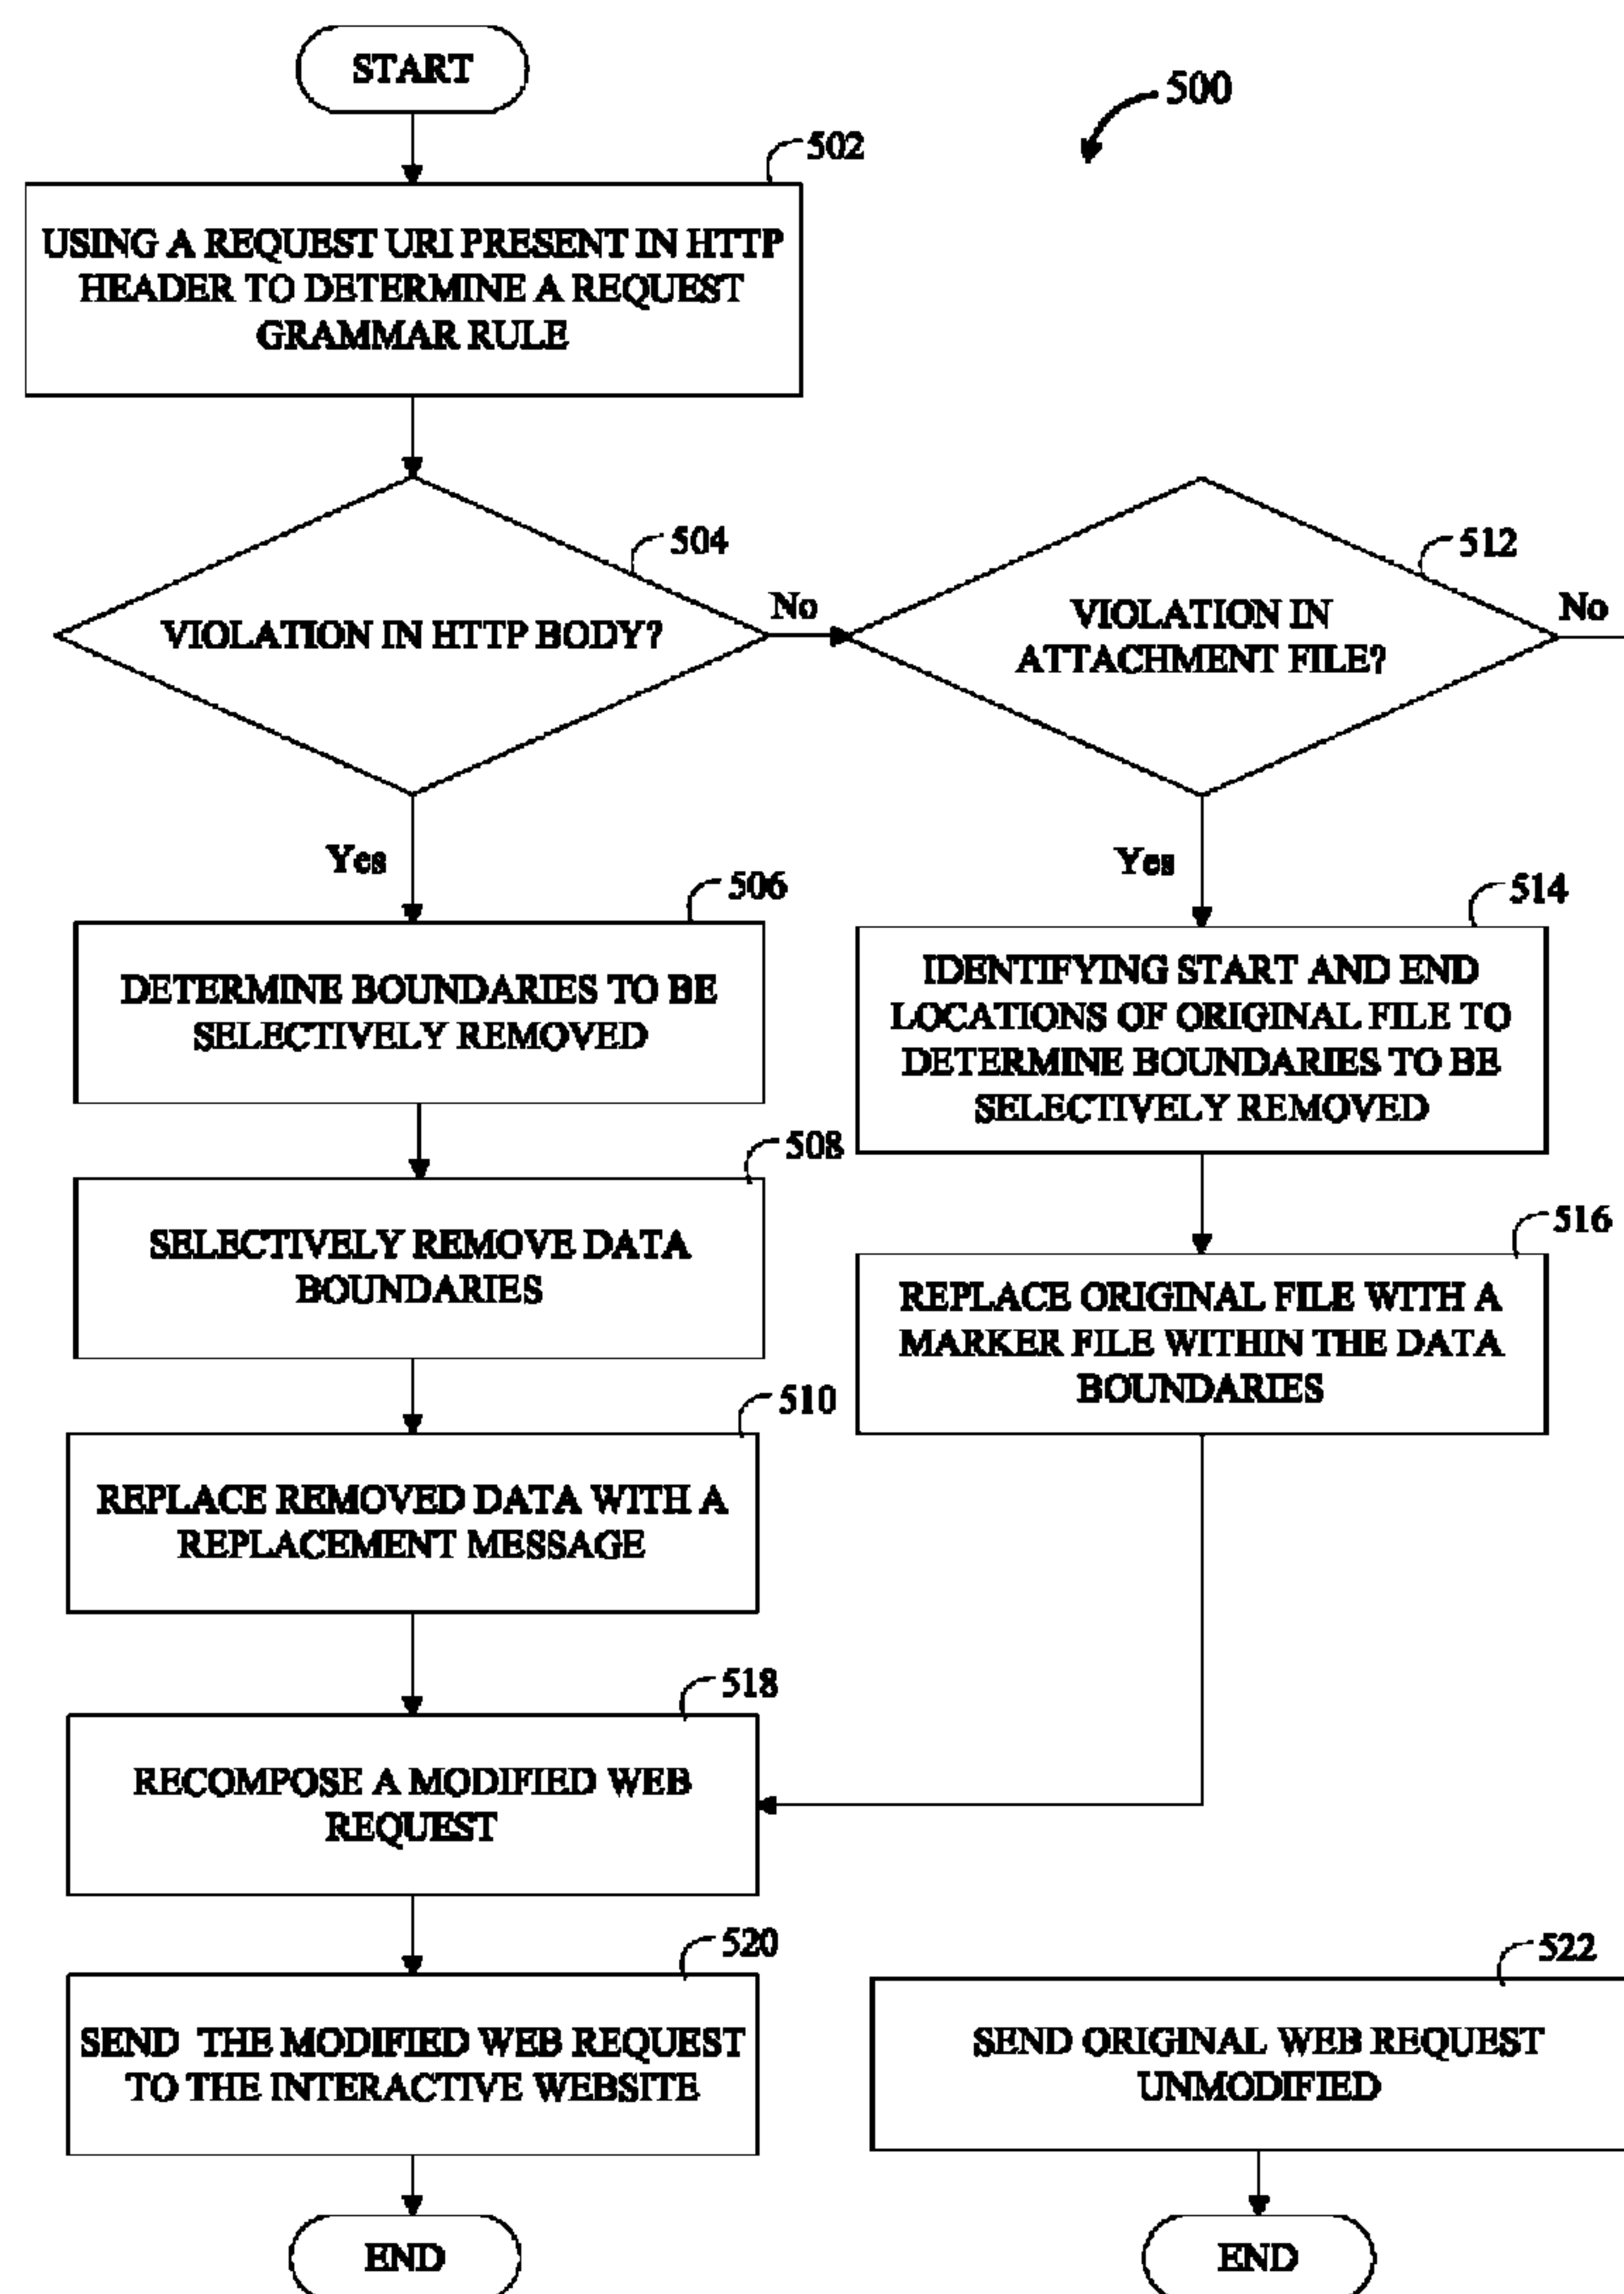 START
500
502
USING A REQUEST URI PRESENT IN HTTP
HEADER TO DETERMINE A REQUEST
GRAMMAR RULE
504
VIOLATION IN HTTP BODY?
No
512
VIOLATION IN
ATTACHMENT FILE?
No
Yes
Yes
506
DETERMINE BOUNDARIES TO BE
SELECTIVELY REMOVED
514
IDENTIFYING START AND END
LOCATIONS OF ORIGINAL FILE TO
DETERMINE BOUNDARIES TO BE
SELECTIVELY REMOVED
508
SELECTIVELY REMOVE DATA
BOUNDARIES
516
REPLACE ORIGINAL FILE WITH A
MARKER FILE WITHIN THE DATA
BOUNDARIES
510
REPLACE REMOVED DATA WITH A
REPLACEMENT MESSAGE
518
RECOMPOSE A MODIFIED WEB
REQUEST
520
SEND THE MODIFIED WEB REQUEST
TO THE INTERACTIVE WEBSITE
522
SEND ORIGINAL WEB REQUEST
UNMODIFIED
END
END